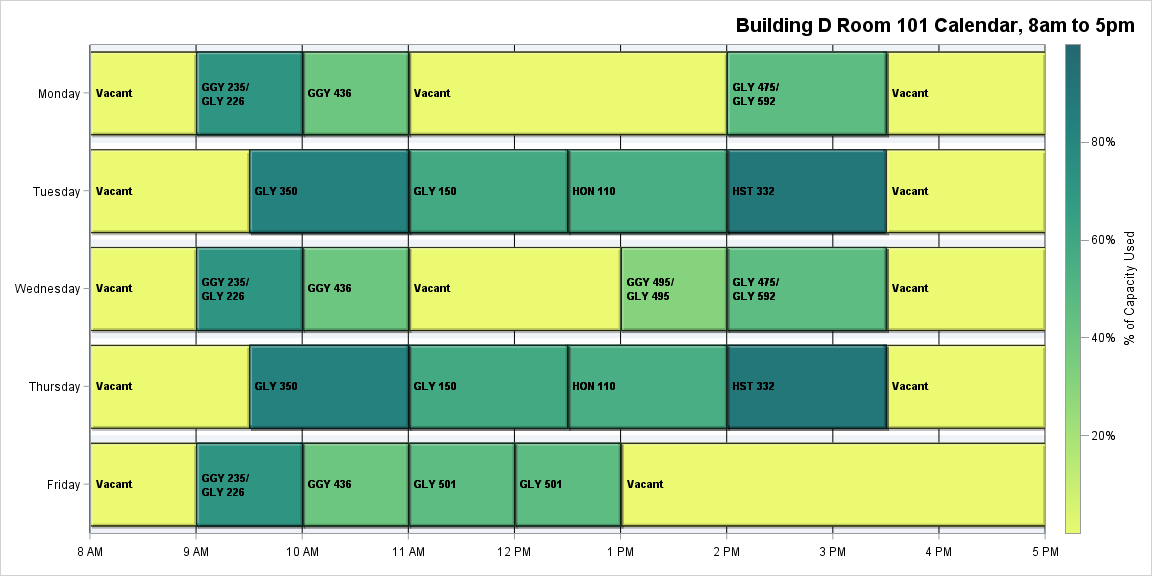 Building D Room 101 Calendar, 8am to 5pm
Monday
Vacant
GGY 235/
GLY 226
GGY 436
Vacant
GLY 475/
GLY 592
Vacant
Tuesday
Vacant
GLY 350
GLY 150
HON 110
HST 332
Vacant
Wednesday
Vacant
GGY 235/
GLY 226
GGY 436
Vacant
GGY 495/
GLY 495
GLY 475/
GLY 592
Vacant
Thursday
Vacant
GLY 350
GLY 150
HON 110
HST 332
Vacant
Friday
Vacant
GGY 235/
GLY 226
GGY 436
GLY 501
GLY 501
Vacant
8 AM
9 AM
10 AM
11 AM
12 PM
1 PM
2 PM
3 PM
4 PM
5 PM
80%
60%
40%
20%
% of Capacity Used